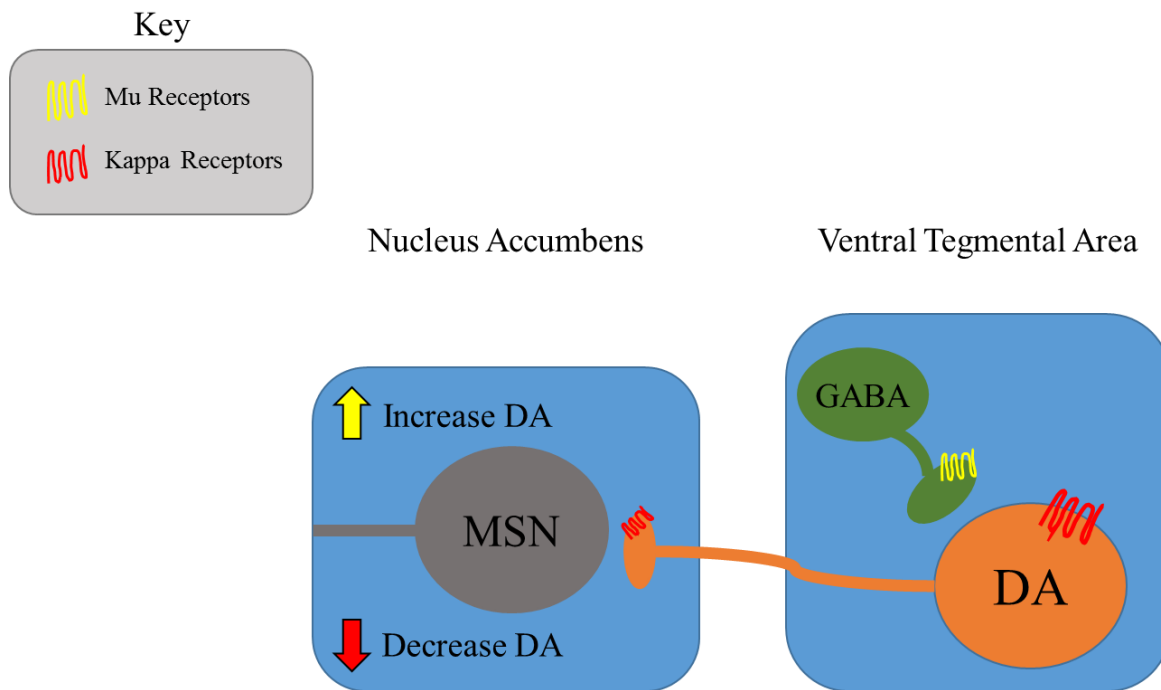 Key
Mu Receptors
Kappa Receptors
Nucleus Accumbens
Ventral Tegmental Area
Increase DA
GABA
MSN
DA
Decrease DA